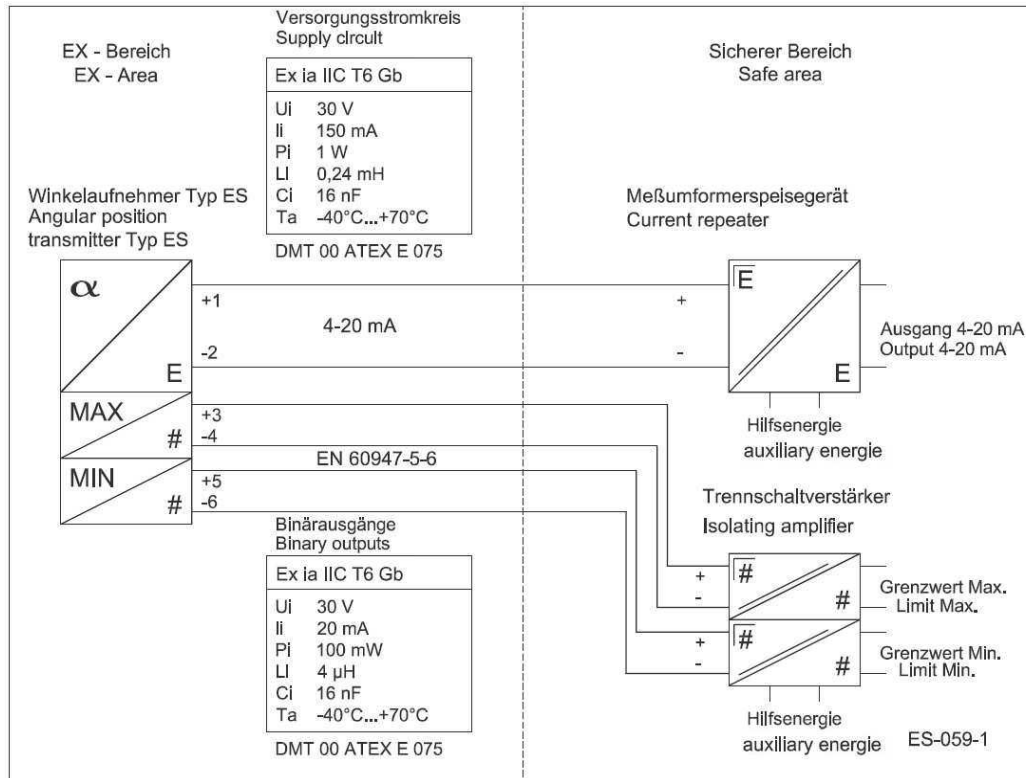 EX - Bereich
EX - Area
Versorgungsstromkreis
Supply clrcult
Ex ia IIC T6 Gb
Ui 30 V
Ii 150 mA
Pi 1 W
LI 0,24 mH
Ci 16 nF
Ta -40°C...+70°C
DMT 00 ATEX E 075
Sicherer Bereich
Safe area
Winkelaufnehmer Typ ES
Angular position
transmitter Typ ES
α
E
+1
-2
4-20 mA
Meßumformerspeisegerät
Current repeater
+
-
E
E
Ausgang 4-20 mA
Output 4-20 mA
Hilfsenergie
auxiliary energie
MAX
#
+3
-4
EN 60947-5-6
MIN
#
+5
-6
Binärausgänge
Binary outputs
Ex ia IIC T6 Gb
Ui 30 V
Ii 20 mA
Pi 100 mW
LI 4 µH
Ci 16 nF
Ta -40°C...+70°C
DMT 00 ATEX E 075
Trennschaltverstärker
Isolating amplifier
+
-
#
#
Grenzwert Max.
Limit Max.
+
-
#
#
Grenzwert Min.
Limit Min.
Hilfsenergie
auxiliary energie
ES-059-1